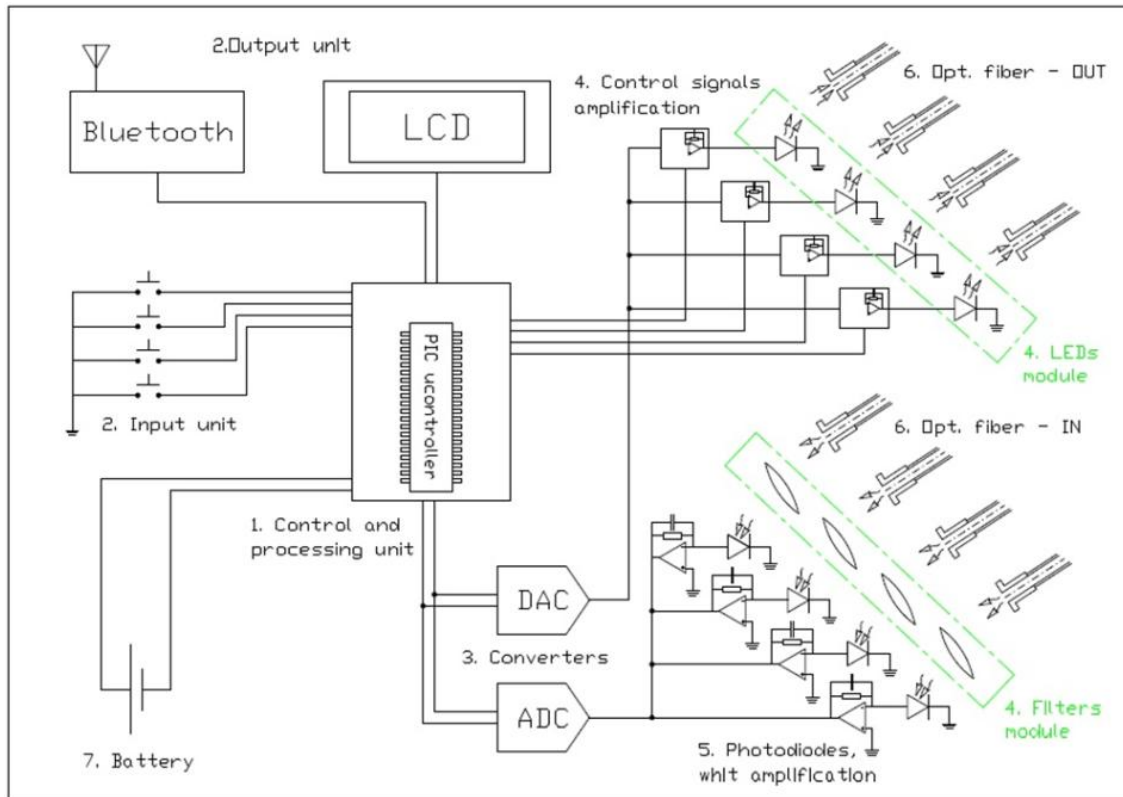 2.Output unit
Bluetooth
LCD
4. Control signals
amplification
6. Opt. fiber - OUT
4. LEDs
module
PIC ucontroller
2. Input unit
6. Opt. fiber - IN
1. Control and
processing unit
DAC
3. Converters
ADC
4. Filters
module
5. Photodiodes,
whit amplification
7. Battery